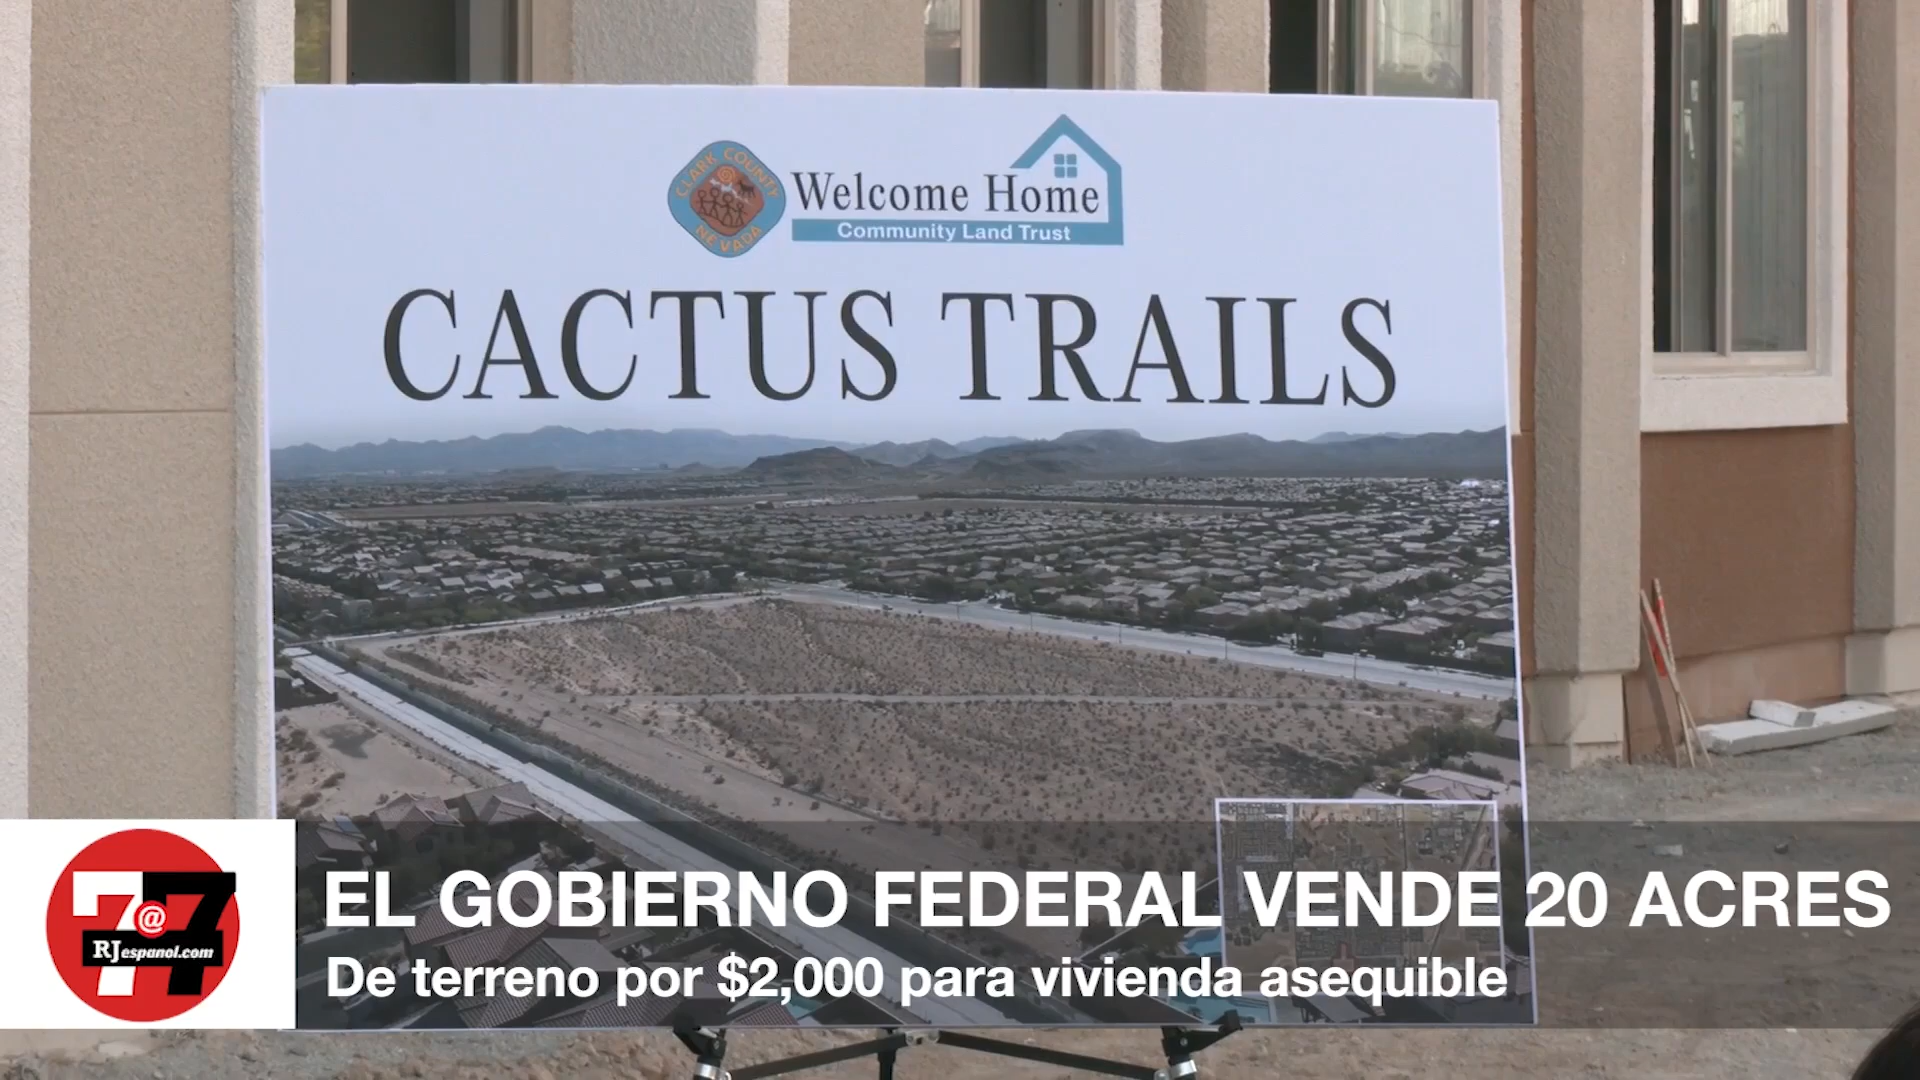 CLARK COUNTY
NEVADA
Welcome Home
Community Land Trust
CACTUS TRAILS
7@7
RJespanol.com
EL GOBIERNO FEDERAL VENDE 20 ACRES
De terreno por $2,000 para vivienda asequible